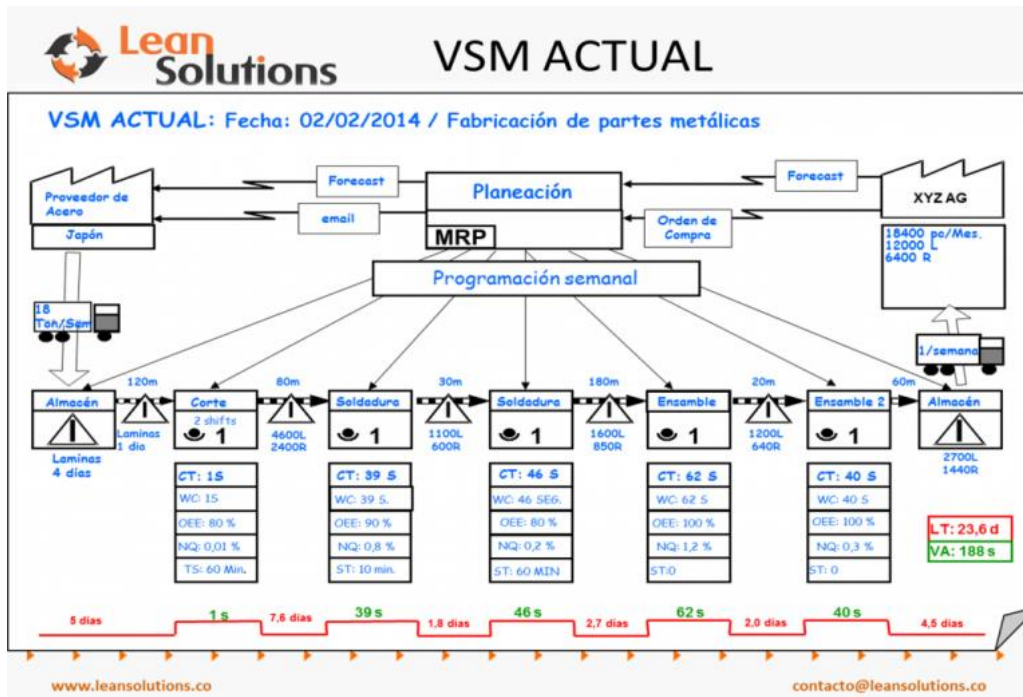 Lean
Solutions
VSM ACTUAL
VSM ACTUAL: Fecha: 02/02/2014 / Fabricación de partes metálicas
Proveedor de
Acero
Japón
Forecast
email
Planeación
MRP
Forecast
Orden de
Compra
XYZ AG
18400 pc/Mes.
12000 L
6400 R
Programación semanal
18
Ton/Sem
1/semana
120m
80m
30m
180m
20m
60m
Almacén
Laminas
4 días
Laminas
1 dia
Corte
2 shifts
1
4600L
2400R
Soldadura
1
1100L
600R
Soldadura
1
1600L
850R
Ensamble
1
1200L
640R
Ensamble 2
1
Almacén
2700L
1440R
CT: 1S
WC: 1S
OEE: 80 %
NQ: 0,01 %
TS: 60 Min.
CT: 39 S
WC: 39 S.
OEE: 90 %
NQ: 0,8 %
ST: 10 min.
CT: 46 S
WC: 46 SEG.
OEE: 80 %
NQ: 0,2 %
ST: 60 MIN
CT: 62 S
WC: 62 S
OEE: 100 %
NQ: 1,2 %
ST:0
CT: 40 S
WC: 40 S
OEE: 100 %
NQ: 0,3 %
ST: 0
LT: 23,6 d
VA: 188 s
5 dias
1 s
7,6 dias
39 s
1,8 dias
46 s
2,7 dias
62 s
2,0 dias
40 s
4,5 dias
www.leansolutions.co
contacto@leansolutions.co